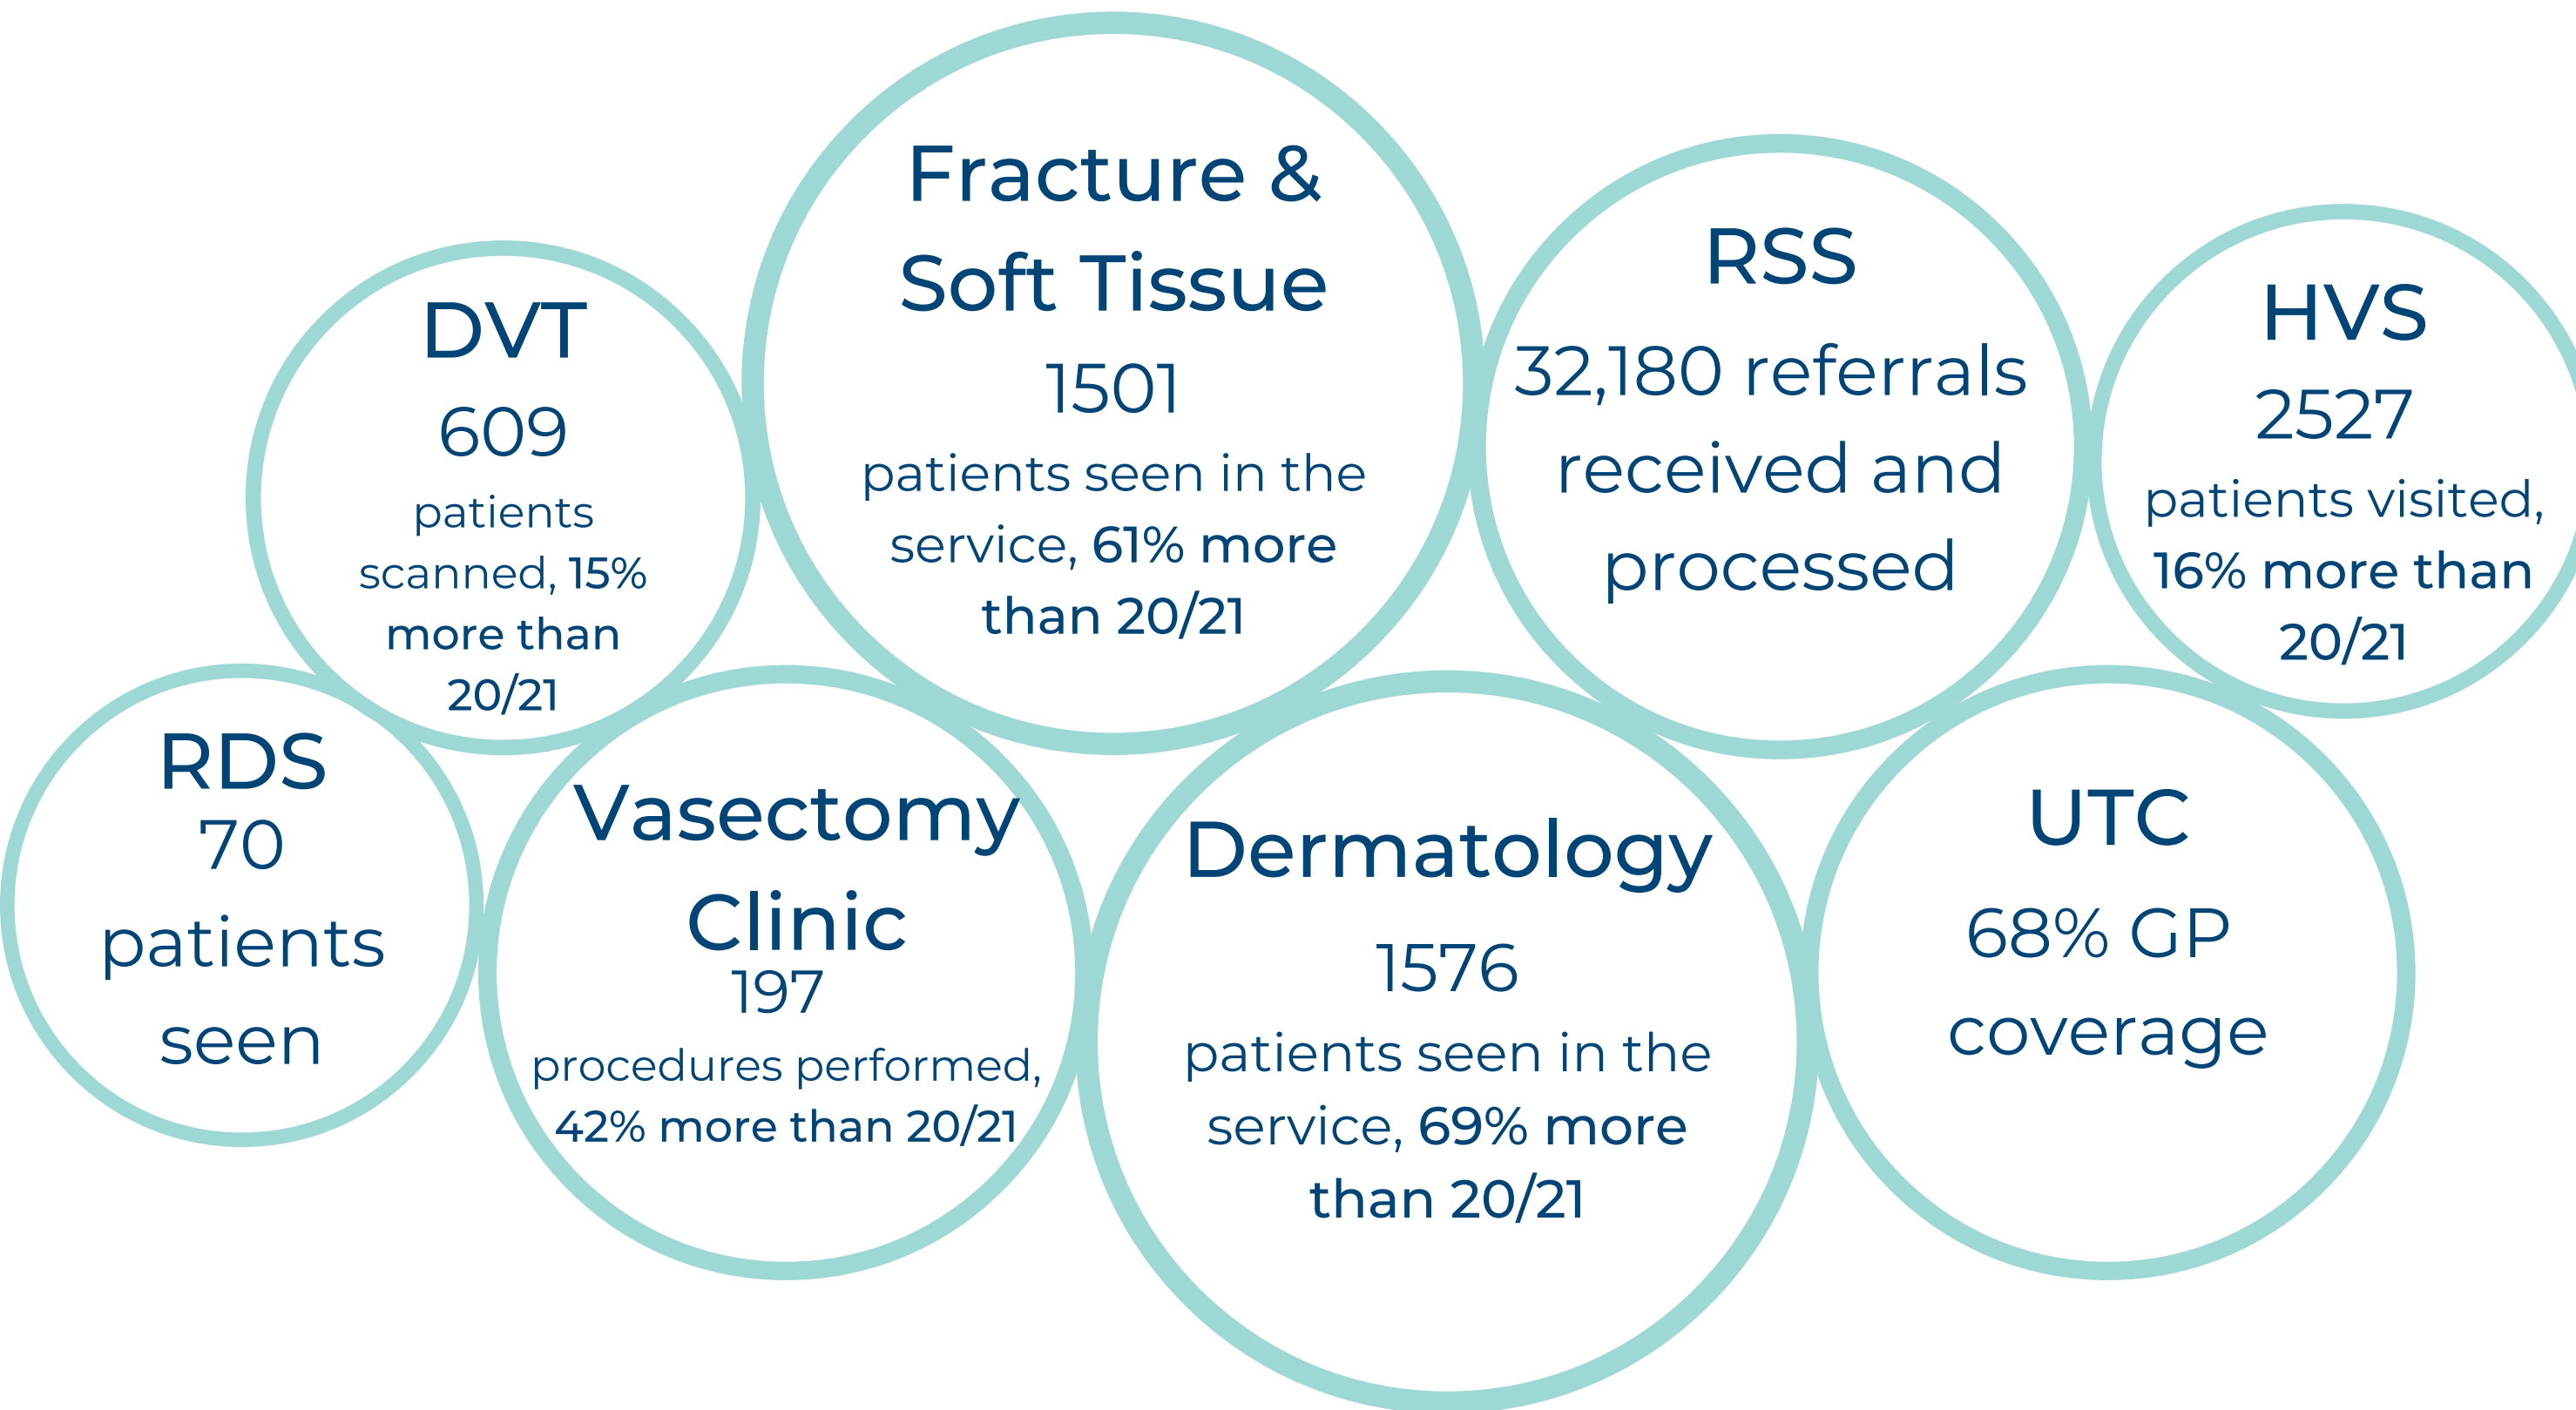 Fracture &
Soft Tissue
1501
patients seen in the
service, 61% more
than 20/21
RSS
32,180 referrals
received and
processed
HVS
2527
patients visited,
16% more than
20/21
DVT
609
patients
scanned, 15%
more than
20/21
RDS
70
patients
seen
Vasectomy
Clinic
197
procedures performed,
42% more than 20/21
Dermatology
1576
patients seen in the
service, 69% more
than 20/21
UTC
68% GP
coverage